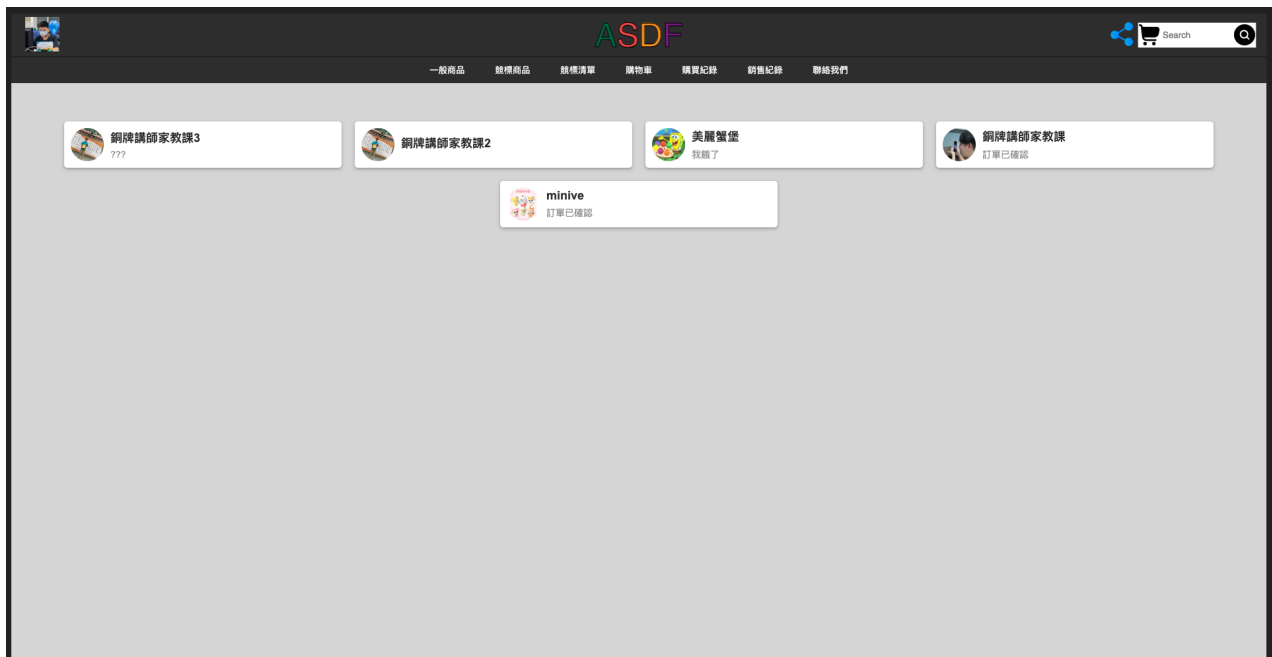 ASDF
Search
一般商品 競標商品 競標清單 購物車 購買紀錄 銷售紀錄 聯絡我們
銅牌講師家教課3
???
銅牌講師家教課2
美麗蟹堡
我餓了
銅牌講師家教課
訂單已確認
minive
訂單已確認